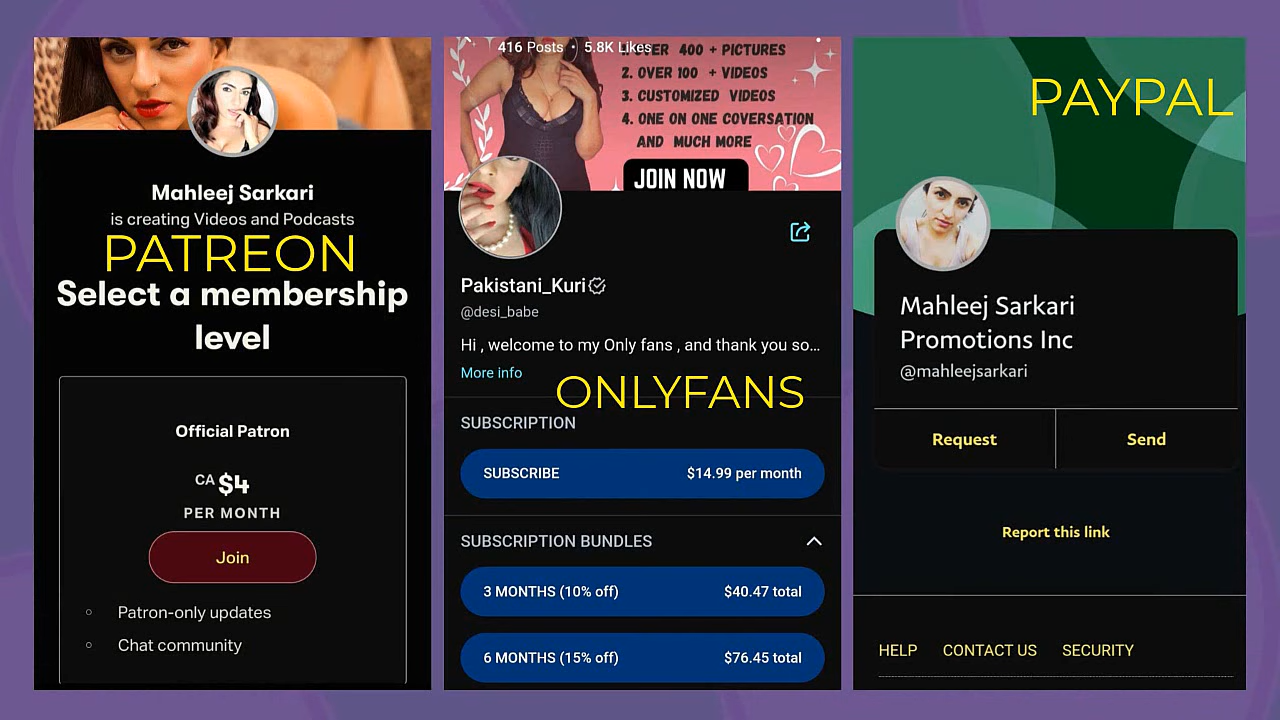 Mahleej Sarkari
is creating Videos and Podcasts
PATREON
Select a membership
level
Official Patron
CA $4
PER MONTH
Join
Patron-only updates
Chat community
416 Posts • 5.8K Likes
1. OVER 400 + PICTURES
2. OVER 100 + VIDEOS
3. CUSTOMIZED VIDEOS
4. ONE ON ONE COVERSATION
AND MUCH MORE
JOIN NOW
Pakistani_Kuri
@desi_babe
Hi , welcome to my Only fans , and thank you so...
More info
ONLYFANS
SUBSCRIPTION
SUBSCRIBE $14.99 per month
SUBSCRIPTION BUNDLES
3 MONTHS (10% off) $40.47 total
6 MONTHS (15% off) $76.45 total
PAYPAL
Mahleej Sarkari
Promotions Inc
@mahleejsarkari
Request Send
Report this link
HELP CONTACT US SECURITY